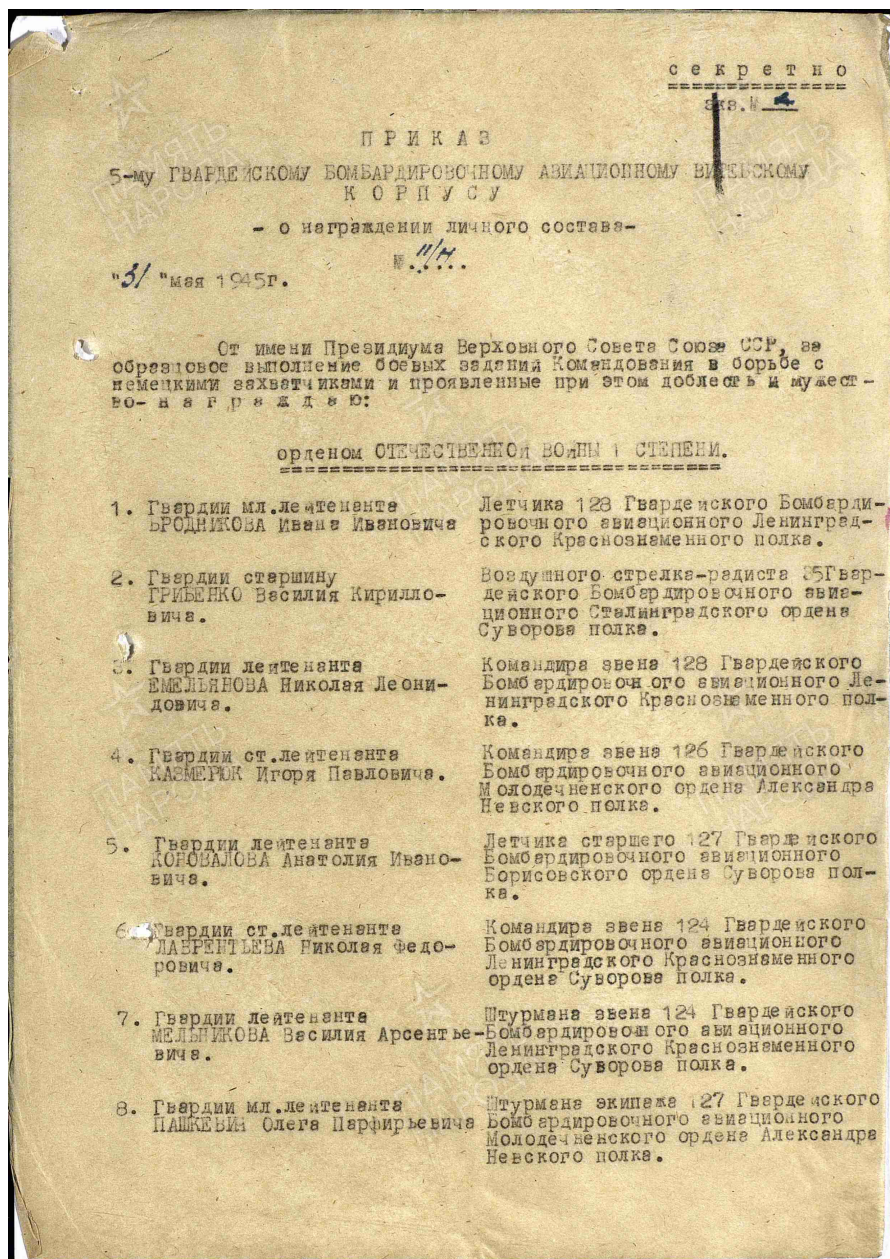 секретно
экз.№ 4
ПРИКАЗ
5-му ГВАРДЕЙСКОМУ БОМБАРДИРОВОЧНОМУ АВИАЦИОННОМУ ВИТЕБСКОМУ
КОРПУСУ
- о награждении личного состава-
№ 11/н
"31" мая 1945г.
От имени Президиума Верховного Совета Союза ССР, за
образцовое выполнение боевых заданий Командования в борьбе с
немецкими захватчиками и проявленные при этом доблесть и мужест-
во- н а г р а ж д а ю:
орденом ОТЕЧЕСТВЕННОЙ ВОЙНЫ 1 СТЕПЕНИ.
1. Гвардии мл.лейтенанта
БРОДНИКОВА Ивана Ивановича
Летчика 128 Гвардейского Бомбарди-
ровочного авиационного Ленинград-
ского Краснознаменного полка.
2. Гвардии старшину
ГРИБЕНКО Василия Кирилло-
вича.
Воздушного стрелка-радиста 35Гвар-
дейского Бомбардировочного авиа-
ционного Сталинградского ордена
Суворова полка.
3. Гвардии лейтенанта
ЕМЕЛЬЯНОВА Николая Леони-
довича.
Командира звена 128 Гвардейского
Бомбардировочного авиационного Ле-
нинградского Краснознаменного пол-
ка.
4. Гвардии ст.лейтенанта
КАЗМЕРЮК Игоря Павловича.
Командира звена 126 Гвардейского
Бомбардировочного авиационного
Молодечненского ордена Александра
Невского полка.
5. Гвардии лейтенанта
КОНОВАЛОВА Анатолия Ивано-
вича.
Летчика старшего 127 Гвардейского
Бомбардировочного авиационного
Борисовского ордена Суворова пол-
ка.
6. Гвардии ст.лейтенанта
ЛАВРЕНТЬЕВА Николая Федо-
ровича.
Командира звена 124 Гвардейского
Бомбардировочного авиационного
Ленинградского Краснознаменного
ордена Суворова полка.
7. Гвардии лейтенанта
МЕЛЬНИКОВА Василия Арсентье-
вича.
Штурмана звена 124 Гвардейского
Бомбардировочного авиационного
Ленинградского Краснознаменного
ордена Суворова полка.
8. Гвардии мл.лейтенанта
ПАШКЕВИЧ Олега Парфирьевича
Штурмана экипажа 127 Гвардейского
Бомбардировочного авиационного
Молодечненского ордена Александра
Невского полка.
ПАМЯТЬ
НАРОДА